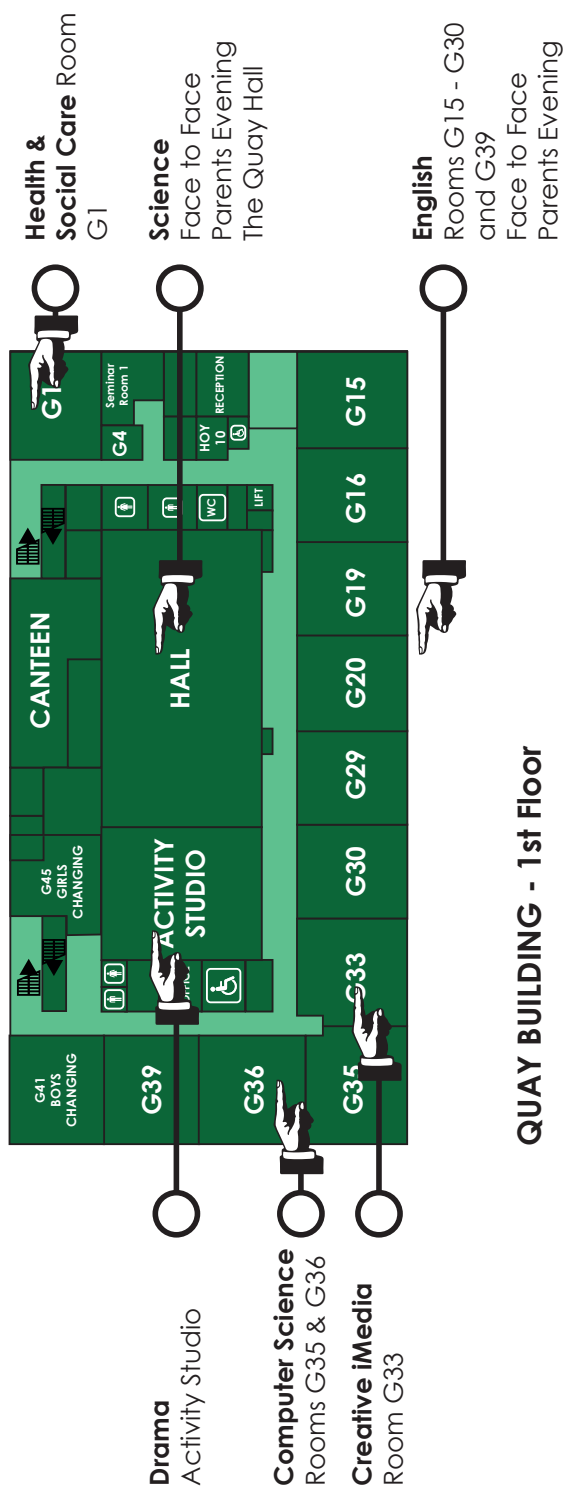 Drama
Activity Studio
Computer Science
Rooms G35 & G36
Creative iMedia
Room G33
G41
BOYS
CHANGING
G39
G36
G35
G45
GIRLS
CHANGING
ACTIVITY
STUDIO
CANTEEN
HALL
WC
LIFT
G1
G4
Seminar
Room 1
HOY
10
RECEPTION
G33
G30
G29
G20
G19
G16
G15
Health &
Social Care Room
G1
Science
Face to Face
Parents Evening
The Quay Hall
English
Rooms G15 - G30
and G39
Face to Face
Parents Evening
QUAY BUILDING - 1st Floor